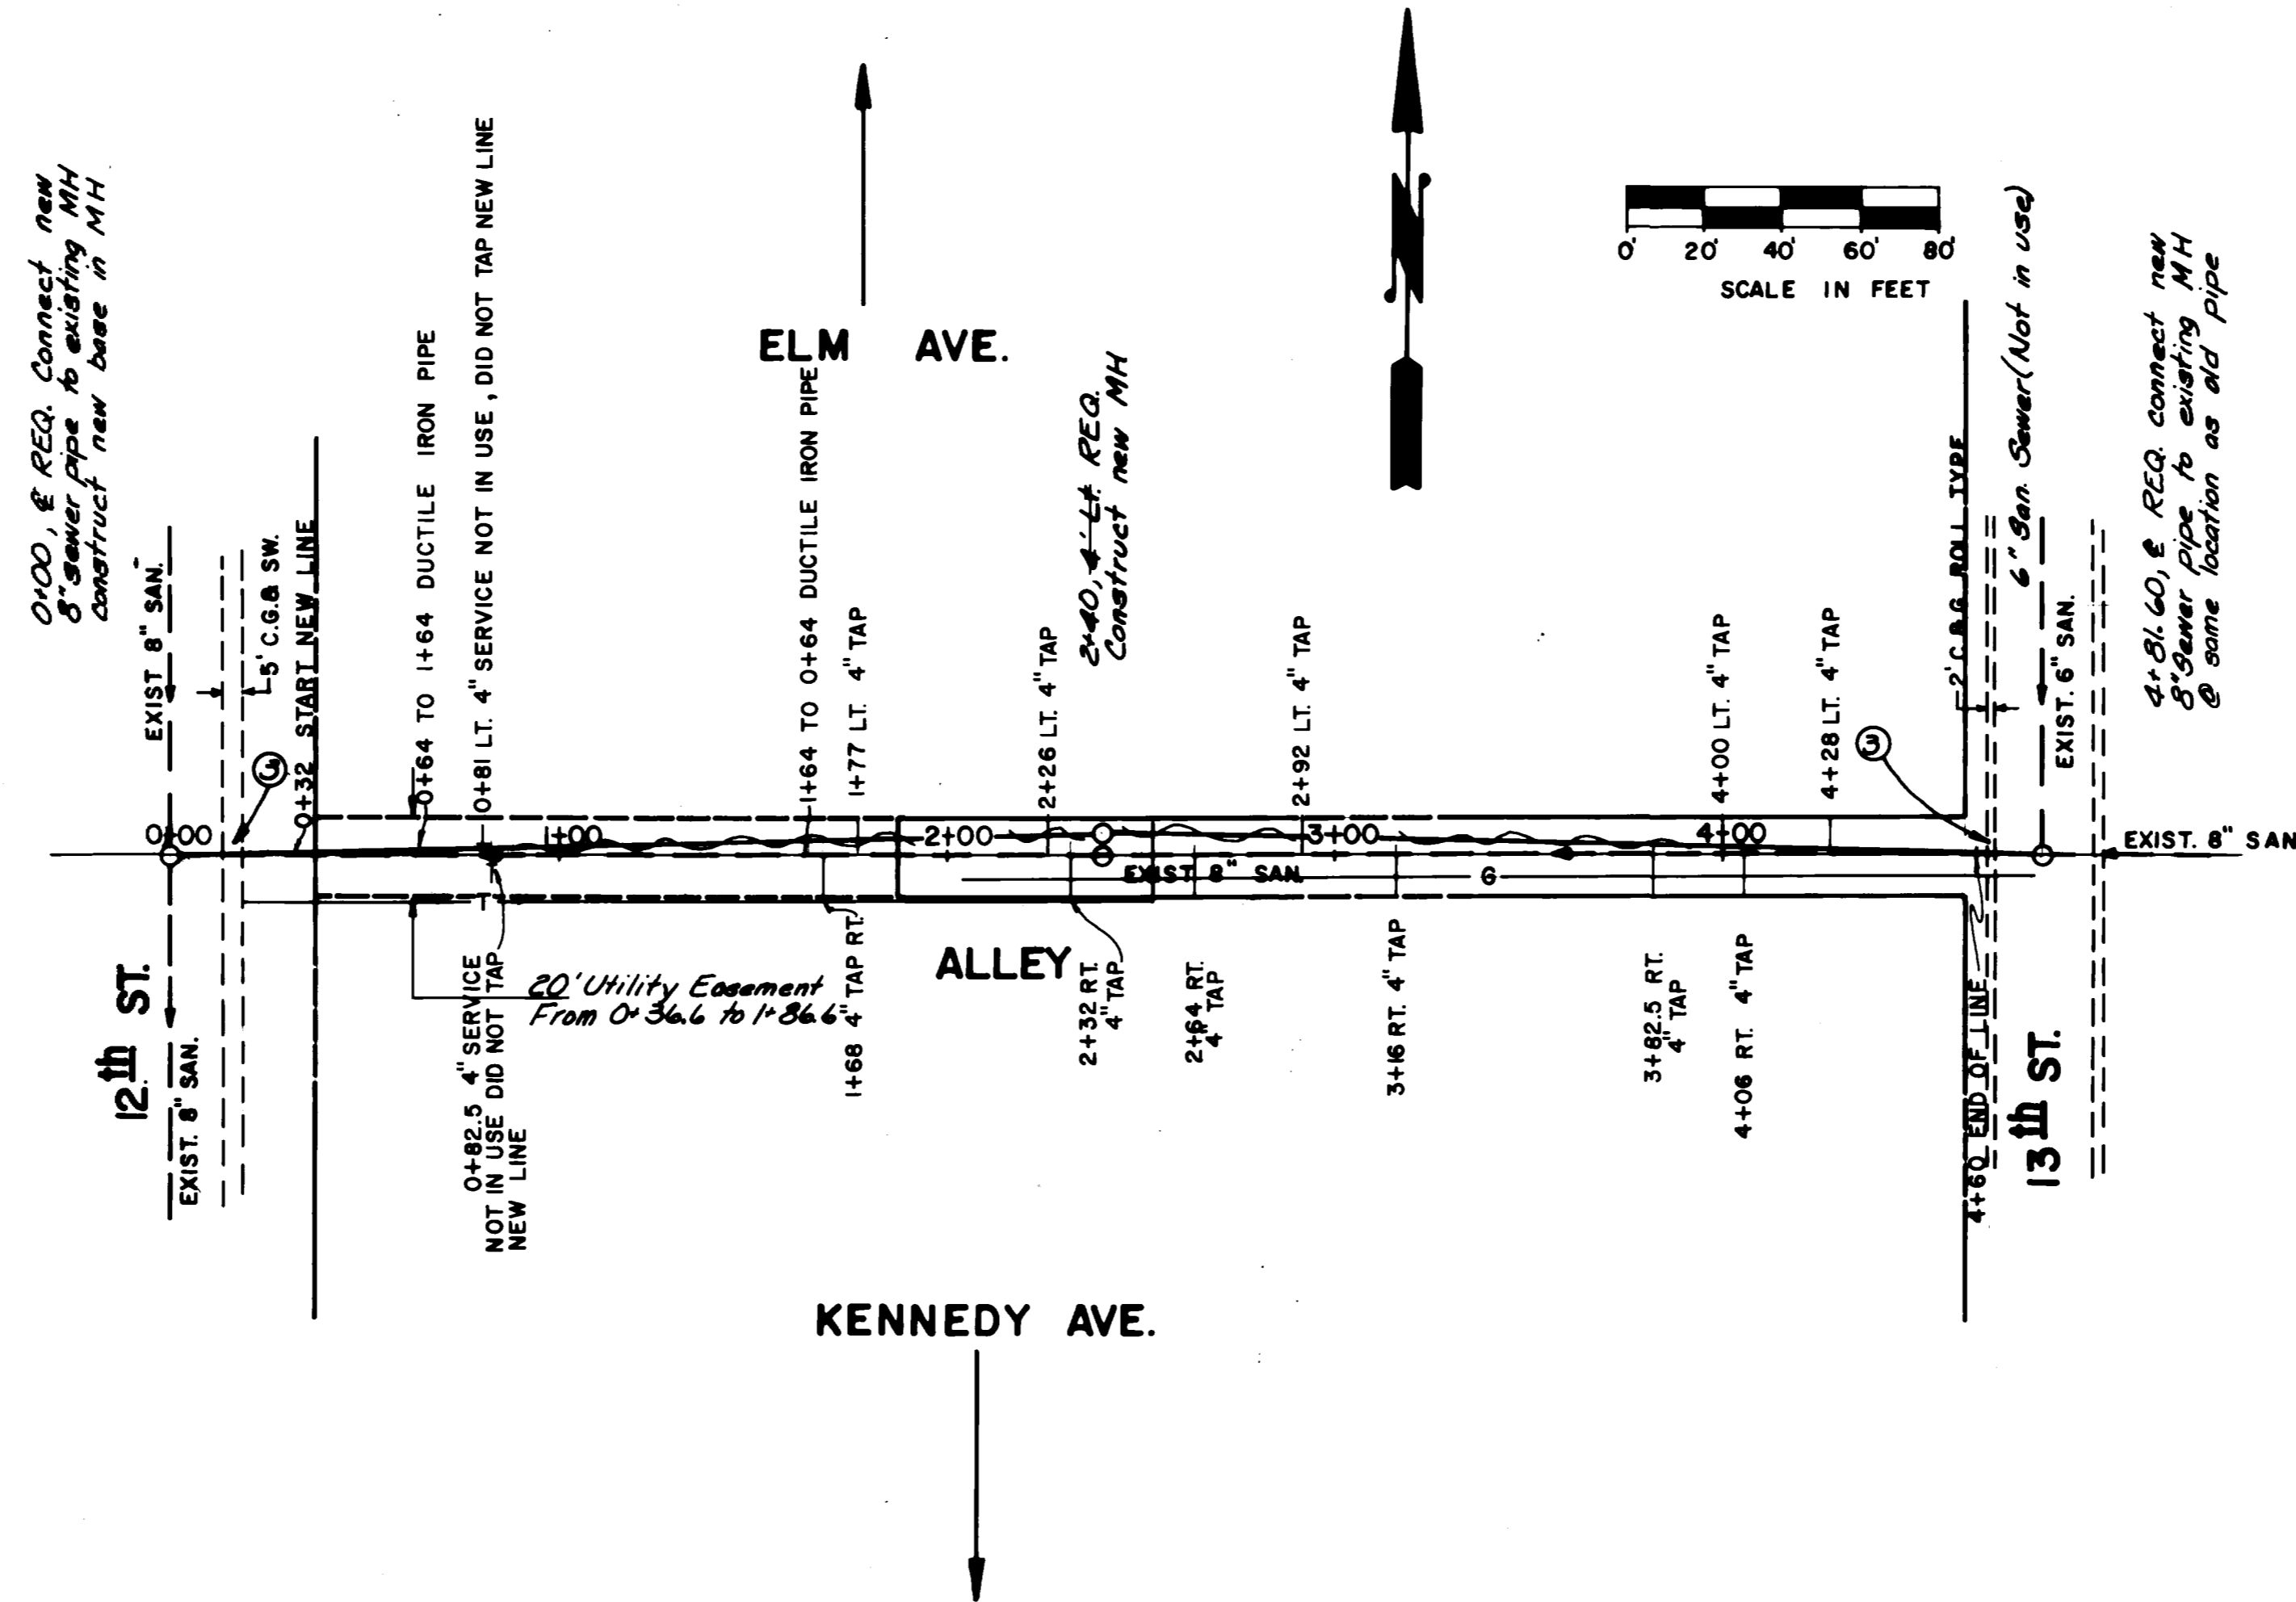 0+00, ℄ REQ. Connect new
8" Sewer pipe to existing MH
construct new base in MH
EXIST 8" SAN.
5' C.G.& SW.
0+32 START NEW LINE
0+64 TO 1+64 DUCTILE IRON PIPE
0+81 LT. 4" SERVICE NOT IN USE, DID NOT TAP NEW LINE
ELM AVE.
1+64 TO 0+64 DUCTILE IRON PIPE
1+77 LT. 4" TAP
2+26 LT. 4" TAP
2+40, 4' Lt. REQ.
Construct new MH
2+92 LT. 4" TAP
N
0' 20' 40' 60' 80'
SCALE IN FEET
4+00 LT. 4" TAP
4+28 LT. 4" TAP
3
2' C.&G ROLL TYPE
6" San. Sewer (Not in use)
EXIST. 6" SAN.
4+81.60, ℄ REQ. connect new
8" Sewer pipe to existing MH
@ same location as old pipe
3
0+00
1+00
2+00
3+00
4+00
EXIST. 8" SAN
EXIST 8" SAN.
G
T
12th ST.
EXIST. 8" SAN.
0+82.5 4" SERVICE
NOT IN USE DID NOT TAP
NEW LINE
20' Utility Easement
From 0+36.6 to 1+86.6
1+68 4" TAP RT.
ALLEY
2+32 RT.
4" TAP
2+64 RT.
4" TAP
3+16 RT. 4" TAP
3+82.5 RT.
4" TAP
4+06 RT. 4" TAP
4+60 END OF LINE
13th ST.
KENNEDY AVE.